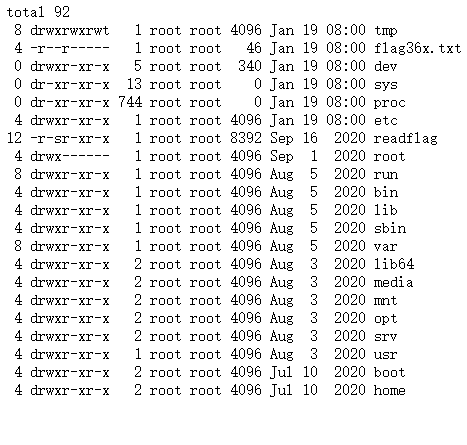 total 92
 8 drwxrwxrwt   1 root root 4096 Jan 19 08:00 tmp
 4 -r--r-----   1 root root   46 Jan 19 08:00 flag36x.txt
 0 drwxr-xr-x   5 root root  340 Jan 19 08:00 dev
 0 dr-xr-xr-x  13 root root    0 Jan 19 08:00 sys
 0 dr-xr-xr-x 744 root root    0 Jan 19 08:00 proc
 4 drwxr-xr-x   1 root root 4096 Jan 19 08:00 etc
12 -r-sr-xr-x   1 root root 8392 Sep 16  2020 readflag
 4 drwx------   1 root root 4096 Sep  1  2020 root
 8 drwxr-xr-x   1 root root 4096 Aug  5  2020 run
 4 drwxr-xr-x   1 root root 4096 Aug  5  2020 bin
 4 drwxr-xr-x   1 root root 4096 Aug  5  2020 lib
 4 drwxr-xr-x   1 root root 4096 Aug  5  2020 sbin
 8 drwxr-xr-x   1 root root 4096 Aug  5  2020 var
 4 drwxr-xr-x   2 root root 4096 Aug  3  2020 lib64
 4 drwxr-xr-x   2 root root 4096 Aug  3  2020 media
 4 drwxr-xr-x   2 root root 4096 Aug  3  2020 mnt
 4 drwxr-xr-x   2 root root 4096 Aug  3  2020 opt
 4 drwxr-xr-x   2 root root 4096 Aug  3  2020 srv
 4 drwxr-xr-x   1 root root 4096 Aug  3  2020 usr
 4 drwxr-xr-x   2 root root 4096 Jul 10  2020 boot
 4 drwxr-xr-x   2 root root 4096 Jul 10  2020 home